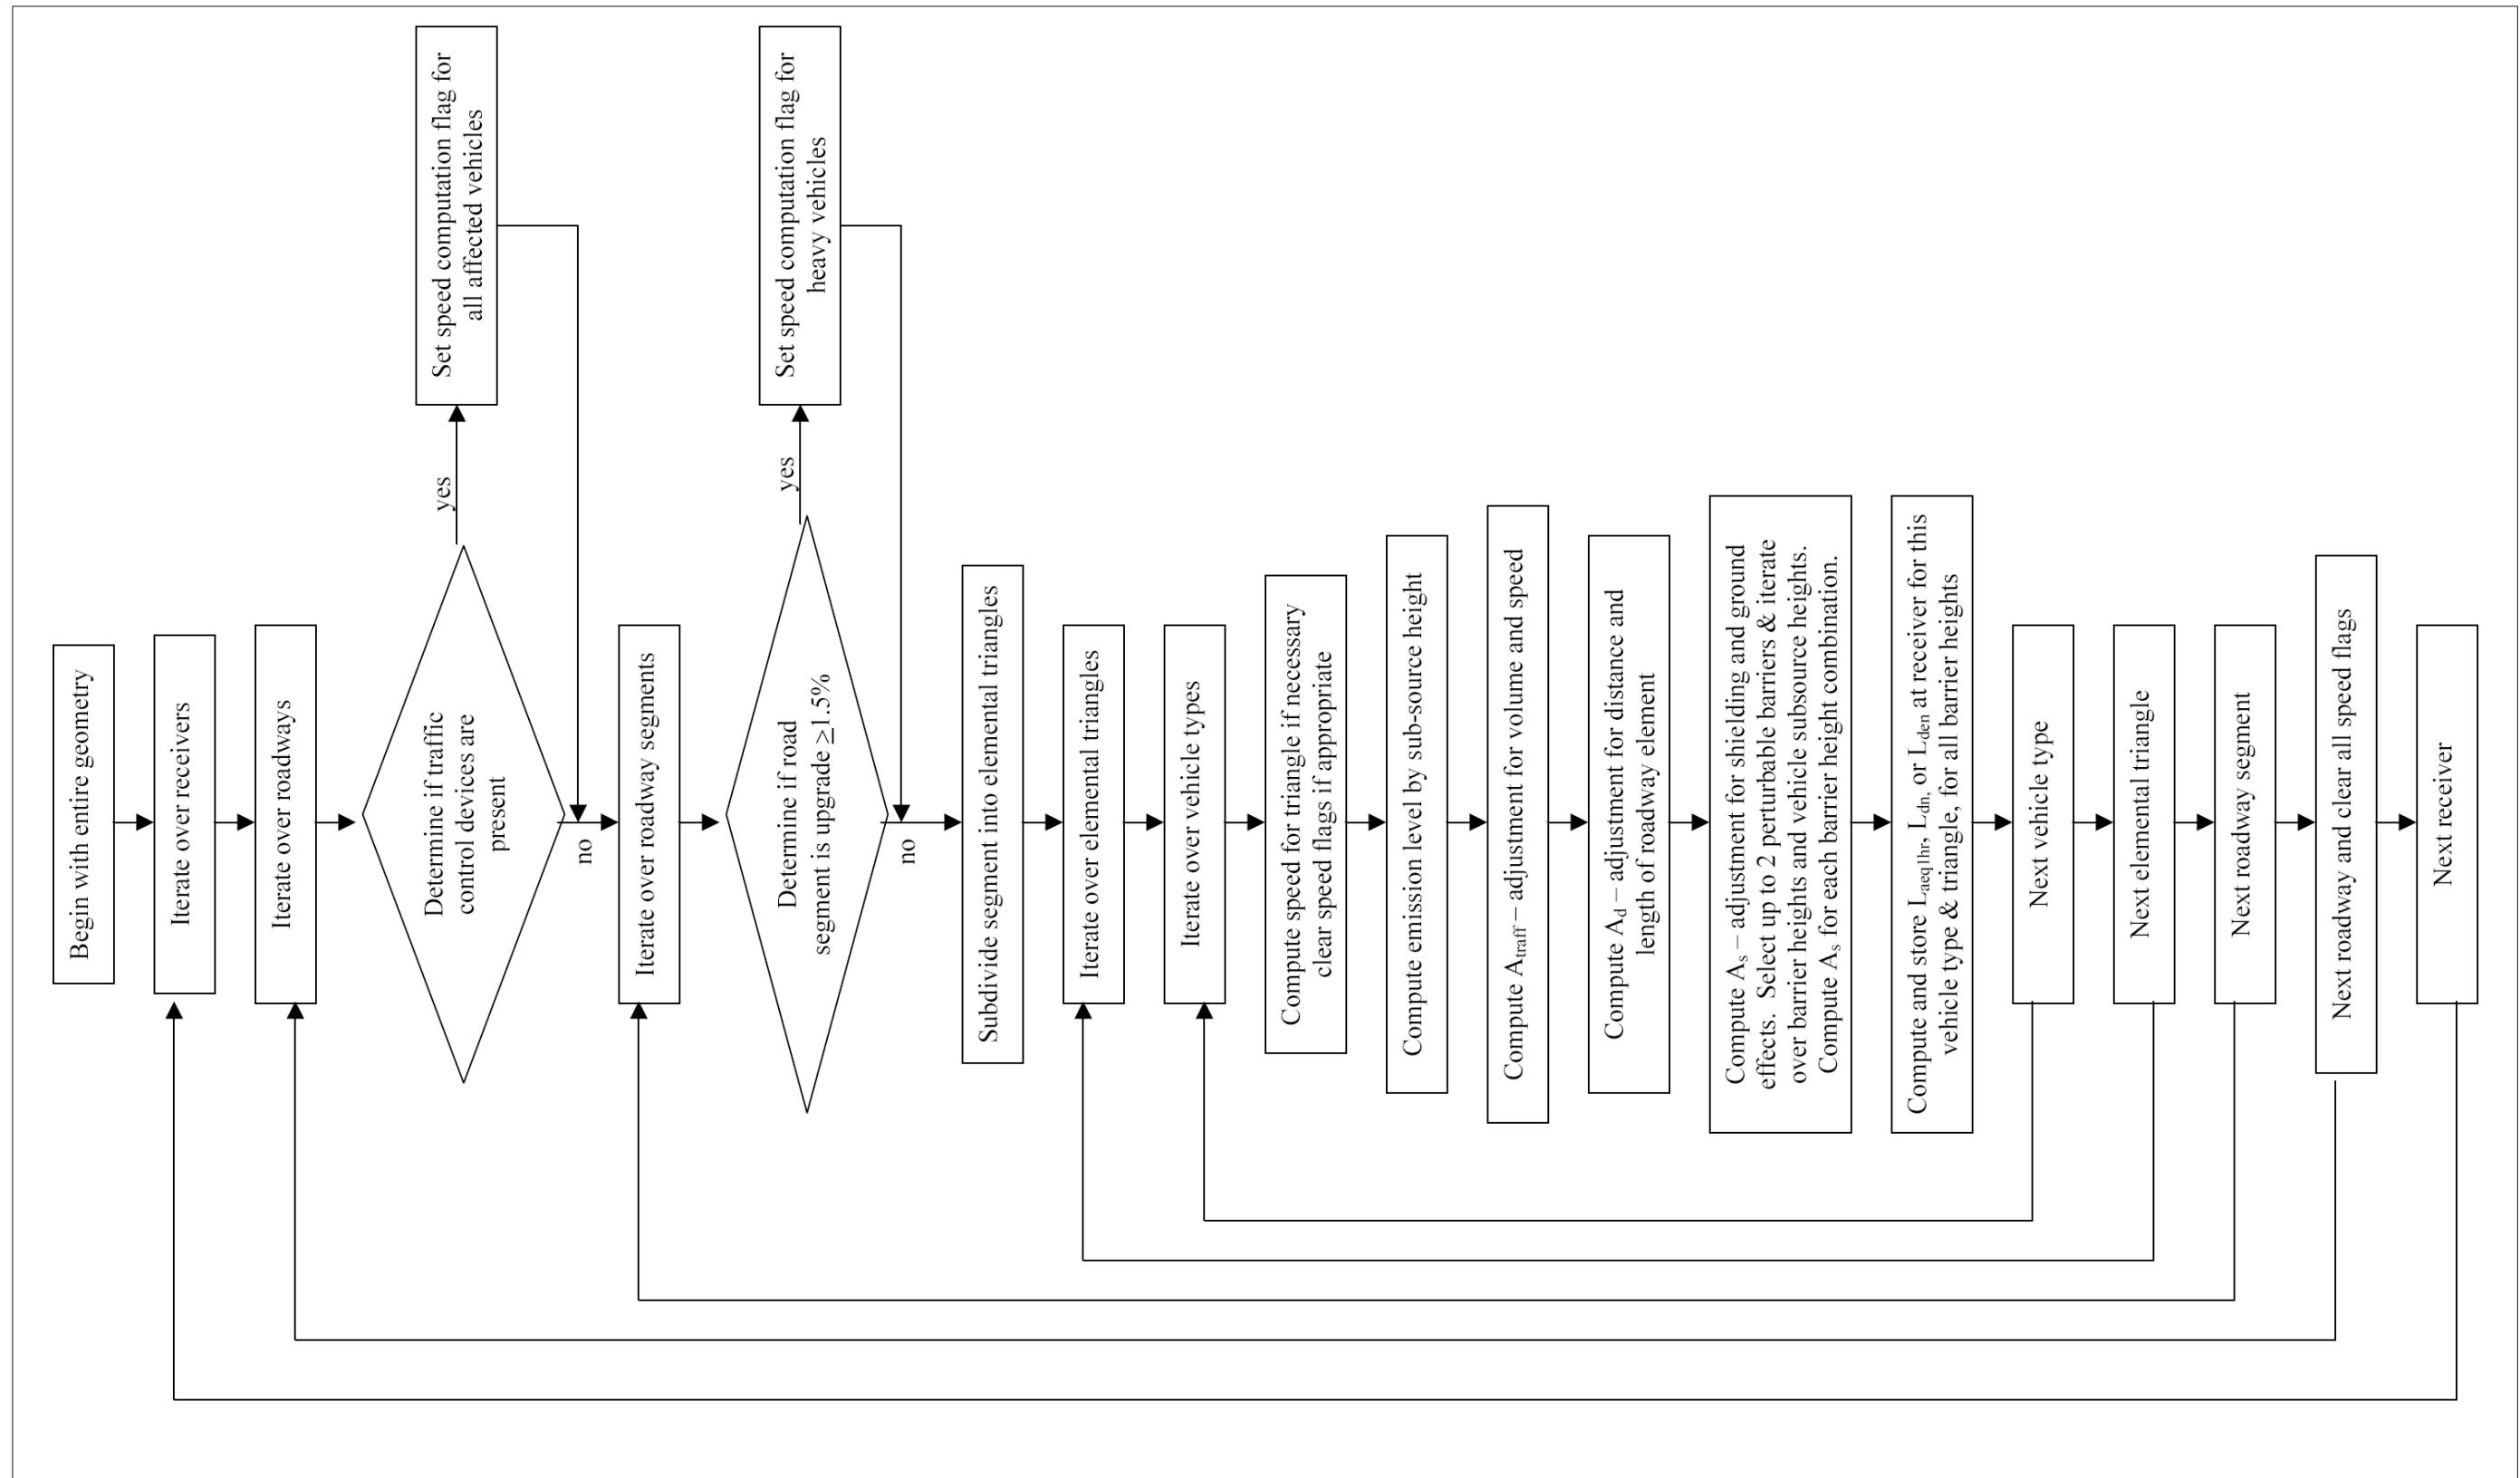 Begin with entire geometry
Iterate over receivers
Iterate over roadways
Determine if traffic
control devices are
present
yes
Set speed computation flag for
all affected vehicles
no
Iterate over roadway segments
Determine if road
segment is upgrade ≥1.5%
yes
Set speed computation flag for
heavy vehicles
no
Subdivide segment into elemental triangles
Iterate over elemental triangles
Iterate over vehicle types
Compute speed for triangle if necessary
clear speed flags if appropriate
Compute emission level by sub-source height
Compute Atraff – adjustment for volume and speed
Compute Ad – adjustment for distance and
length of roadway element
Compute As – adjustment for shielding and ground
effects. Select up to 2 perturbable barriers & iterate
over barrier heights and vehicle subsource heights.
Compute As for each barrier height combination.
Compute and store Laeq1hr, Ldn, or Lden at receiver for this
vehicle type & triangle, for all barrier heights
Next vehicle type
Next elemental triangle
Next roadway segment
Next roadway and clear all speed flags
Next receiver